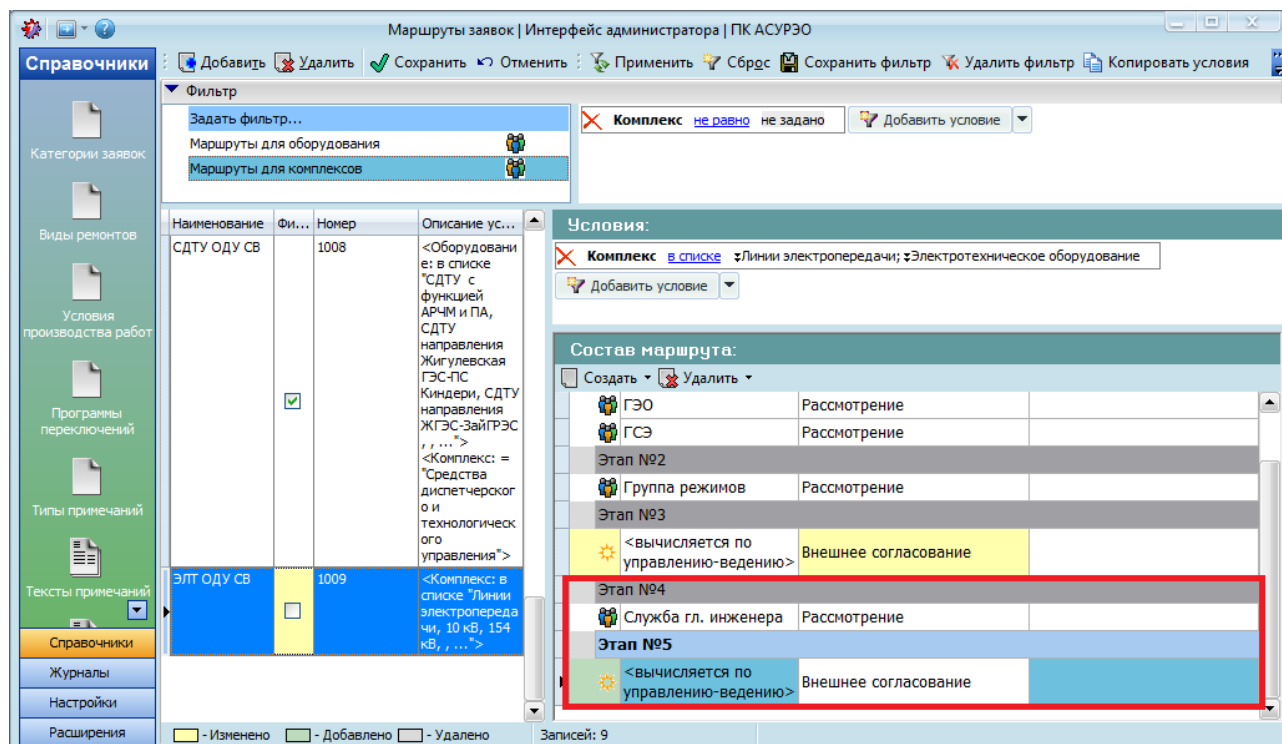 Маршруты заявок | Интерфейс администратора | ПК АСУРЭО
Справочники
Добавить Удалить Сохранить Отменить Применить Сброс Сохранить фильтр Удалить фильтр Копировать условия
Фильтр
Задать фильтр...
Маршруты для оборудования
Маршруты для комплексов
Комплекс не равно не задано Добавить условие
Категории заявок
Виды ремонтов
Условия
производства работ
Программы
переключений
Типы примечаний
Тексты примечаний
Справочники
Журналы
Настройки
Расширения
Наименование Фи... Номер Описание ус...
СДТУ ОДУ СВ 1008 <Оборудовани
е: в списке
"СДТУ с
функцией
АРЧМ и ПА,
СДТУ
направления
Жигулевская
ГЭС-ПС
Киндери, СДТУ
направления
ЖГЭС-ЗайГРЭС
, , ...">
<Комплекс: =
"Средства
диспетчерског
о и
технологическ
ого
управления">
ЭЛТ ОДУ СВ 1009 <Комплекс: в
списке "Линии
электропереда
чи, 10 кВ, 154
кВ, , ...">
Условия:
Комплекс в списке Линии электропередачи; Электротехническое оборудование
Добавить условие
Состав маршрута:
Создать Удалить
ГЭО Рассмотрение
ГСЭ Рассмотрение
Этап №2
Группа режимов Рассмотрение
Этап №3
<вычисляется по
управлению-ведению> Внешнее согласование
Этап №4
Служба гл. инженера Рассмотрение
Этап №5
<вычисляется по
управлению-ведению> Внешнее согласование
- Изменено - Добавлено - Удалено Записей: 9